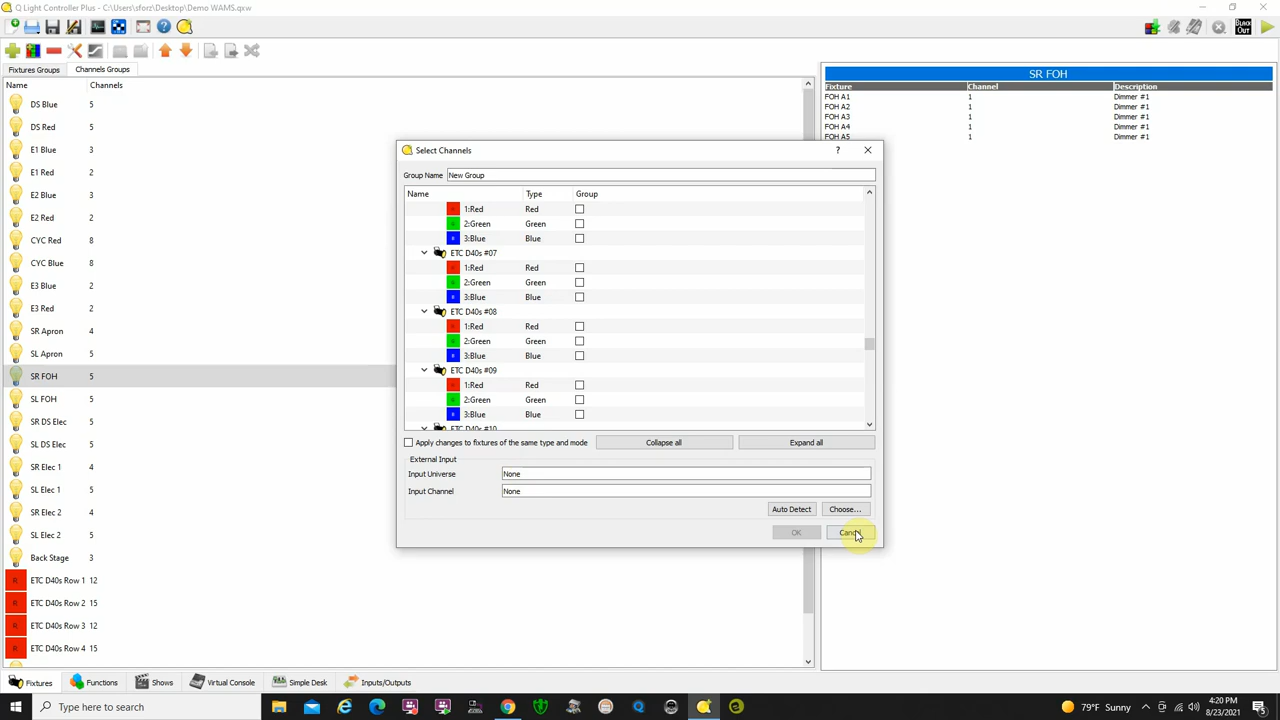 Q Light Controller Plus - C:\Users\sforz\Desktop\Demo WAMS.qxw
BLACK OUT
Fixtures Groups Channels Groups
Name Channels
DS Blue 5
DS Red 5
E1 Blue 3
E1 Red 2
E2 Blue 3
E2 Red 2
CYC Red 8
CYC Blue 8
E3 Blue 2
E3 Red 2
SR Apron 4
SL Apron 5
SR FOH 5
SL FOH 5
SR DS Elec 5
SL DS Elec 5
SR Elec 1 4
SL Elec 1 5
SR Elec 2 4
SL Elec 2 5
Back Stage 3
R ETC D40s Row 1 12
R ETC D40s Row 2 15
R ETC D40s Row 3 12
R ETC D40s Row 4 15
Select Channels ?
Group Name New Group
Name Type Group
1:Red Red
2:Green Green
3:Blue Blue
ETC D40s #07
1:Red Red
2:Green Green
3:Blue Blue
ETC D40s #08
1:Red Red
2:Green Green
3:Blue Blue
ETC D40s #09
1:Red Red
2:Green Green
3:Blue Blue
ETC D40s #10
Apply changes to fixtures of the same type and mode Collapse all Expand all
External Input
Input Universe None
Input Channel None
Auto Detect Choose...
OK Cancel
SR FOH
Fixture Channel Description
FOH A1 1 Dimmer #1
FOH A2 1 Dimmer #1
FOH A3 1 Dimmer #1
FOH A4 1 Dimmer #1
FOH A5 1 Dimmer #1
Fixtures Functions Shows Virtual Console Simple Desk Inputs/Outputs
Type here to search
79°F Sunny
4:20 PM
8/23/2021